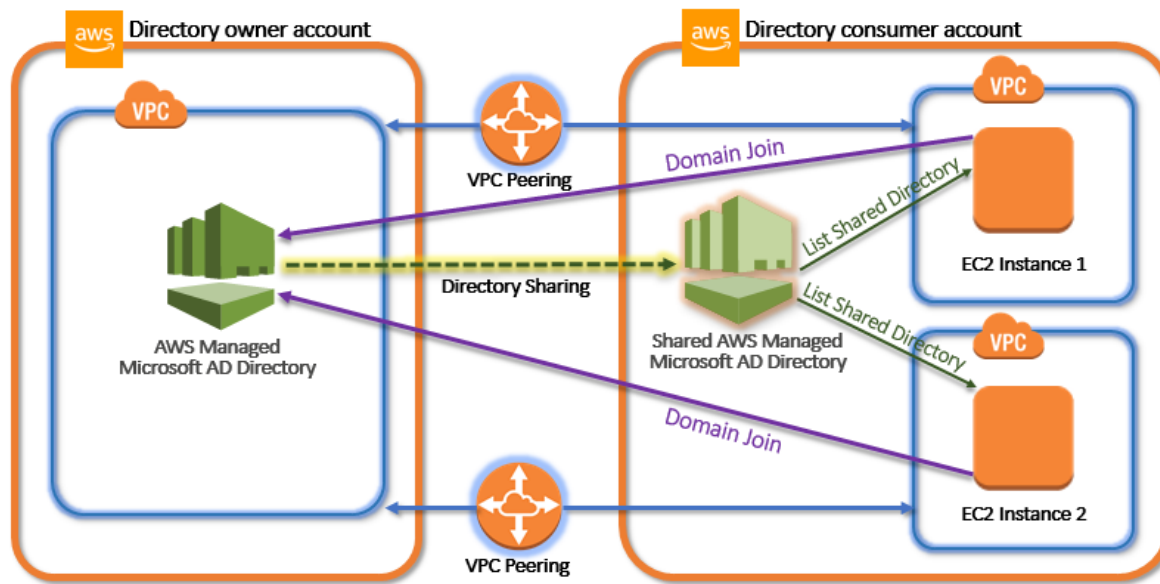 aws
Directory owner account
aws
Directory consumer account
VPC
VPC
VPC Peering
Domain Join
List Shared Directory
EC2 Instance 1
Directory Sharing
AWS Managed
Microsoft AD Directory
Shared AWS Managed
Microsoft AD Directory
List Shared Directory
VPC
Domain Join
EC2 Instance 2
VPC Peering